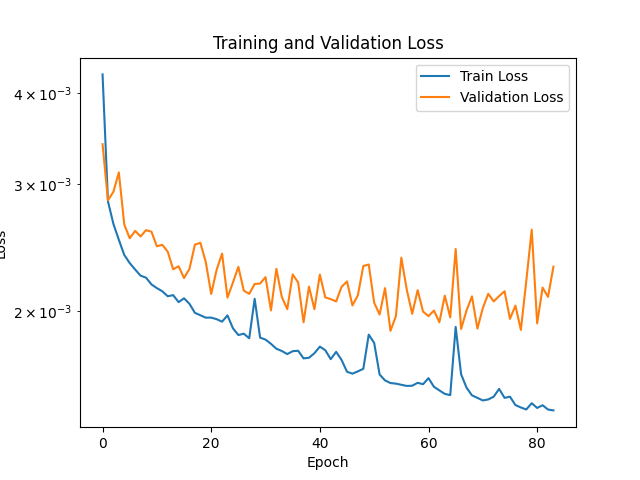 Training and Validation Loss
Train Loss
Validation Loss
4 × 10⁻³
3 × 10⁻³
2 × 10⁻³
Loss
0 20 40 60 80
Epoch